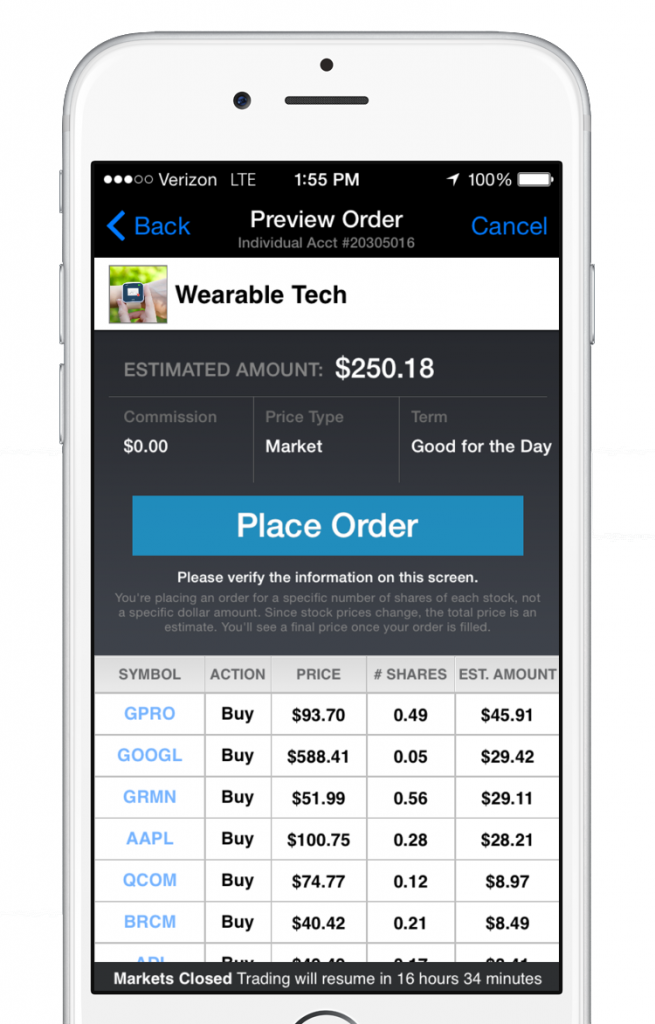 Verizon LTE 1:55 PM 100%
Back Preview Order Cancel
Individual Acct #20305016
Wearable Tech
ESTIMATED AMOUNT: $250.18
Commission Price Type Term
$0.00 Market Good for the Day
Place Order
Please verify the information on this screen.
You're placing an order for a specific number of shares of each stock, not
a specific dollar amount. Since stock prices change, the total price is an
estimate. You'll see a final price once your order is filled.
SYMBOL ACTION PRICE # SHARES EST. AMOUNT
GPRO Buy $93.70 0.49 $45.91
GOOGL Buy $588.41 0.05 $29.42
GRMN Buy $51.99 0.56 $29.11
AAPL Buy $100.75 0.28 $28.21
QCOM Buy $74.77 0.12 $8.97
BRCM Buy $40.42 0.21 $8.49
Markets Closed Trading will resume in 16 hours 34 minutes